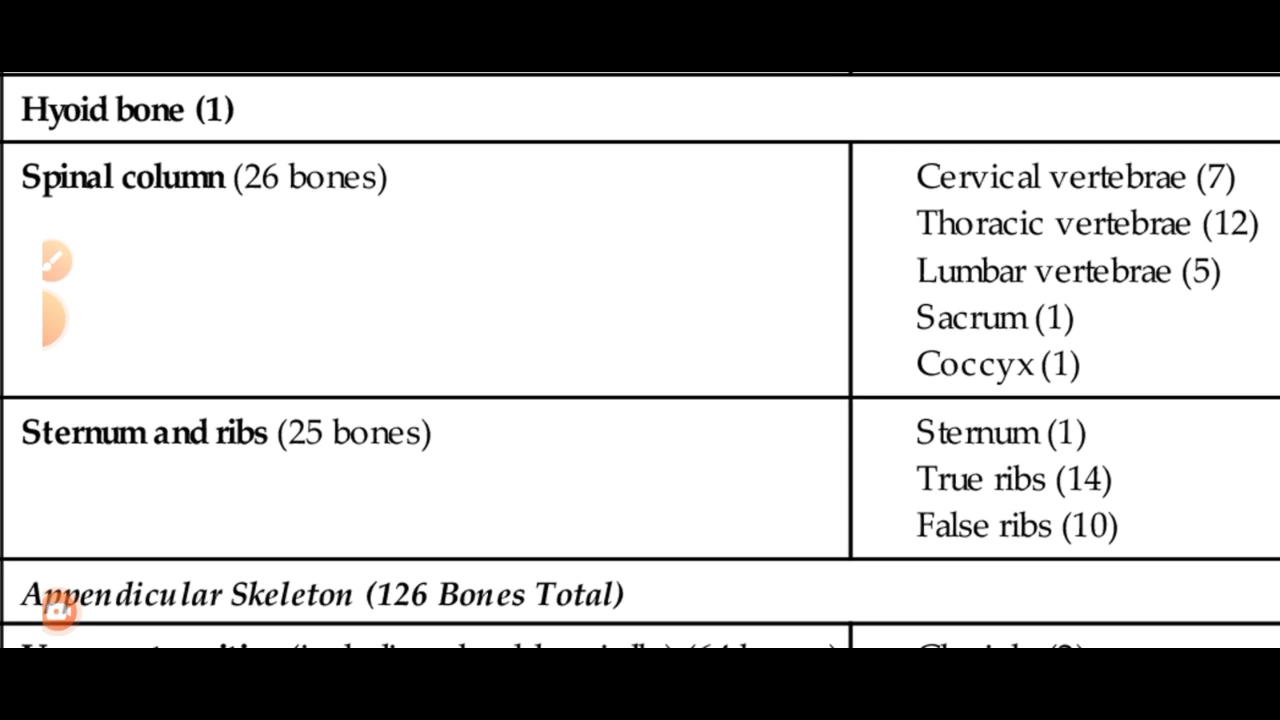 Hyoid bone (1)
Spinal column (26 bones)
Cervical vertebrae (7)
Thoracic vertebrae (12)
Lumbar vertebrae (5)
Sacrum (1)
Coccyx (1)
Sternum and ribs (25 bones)
Sternum (1)
True ribs (14)
False ribs (10)
Appendicular Skeleton (126 Bones Total)